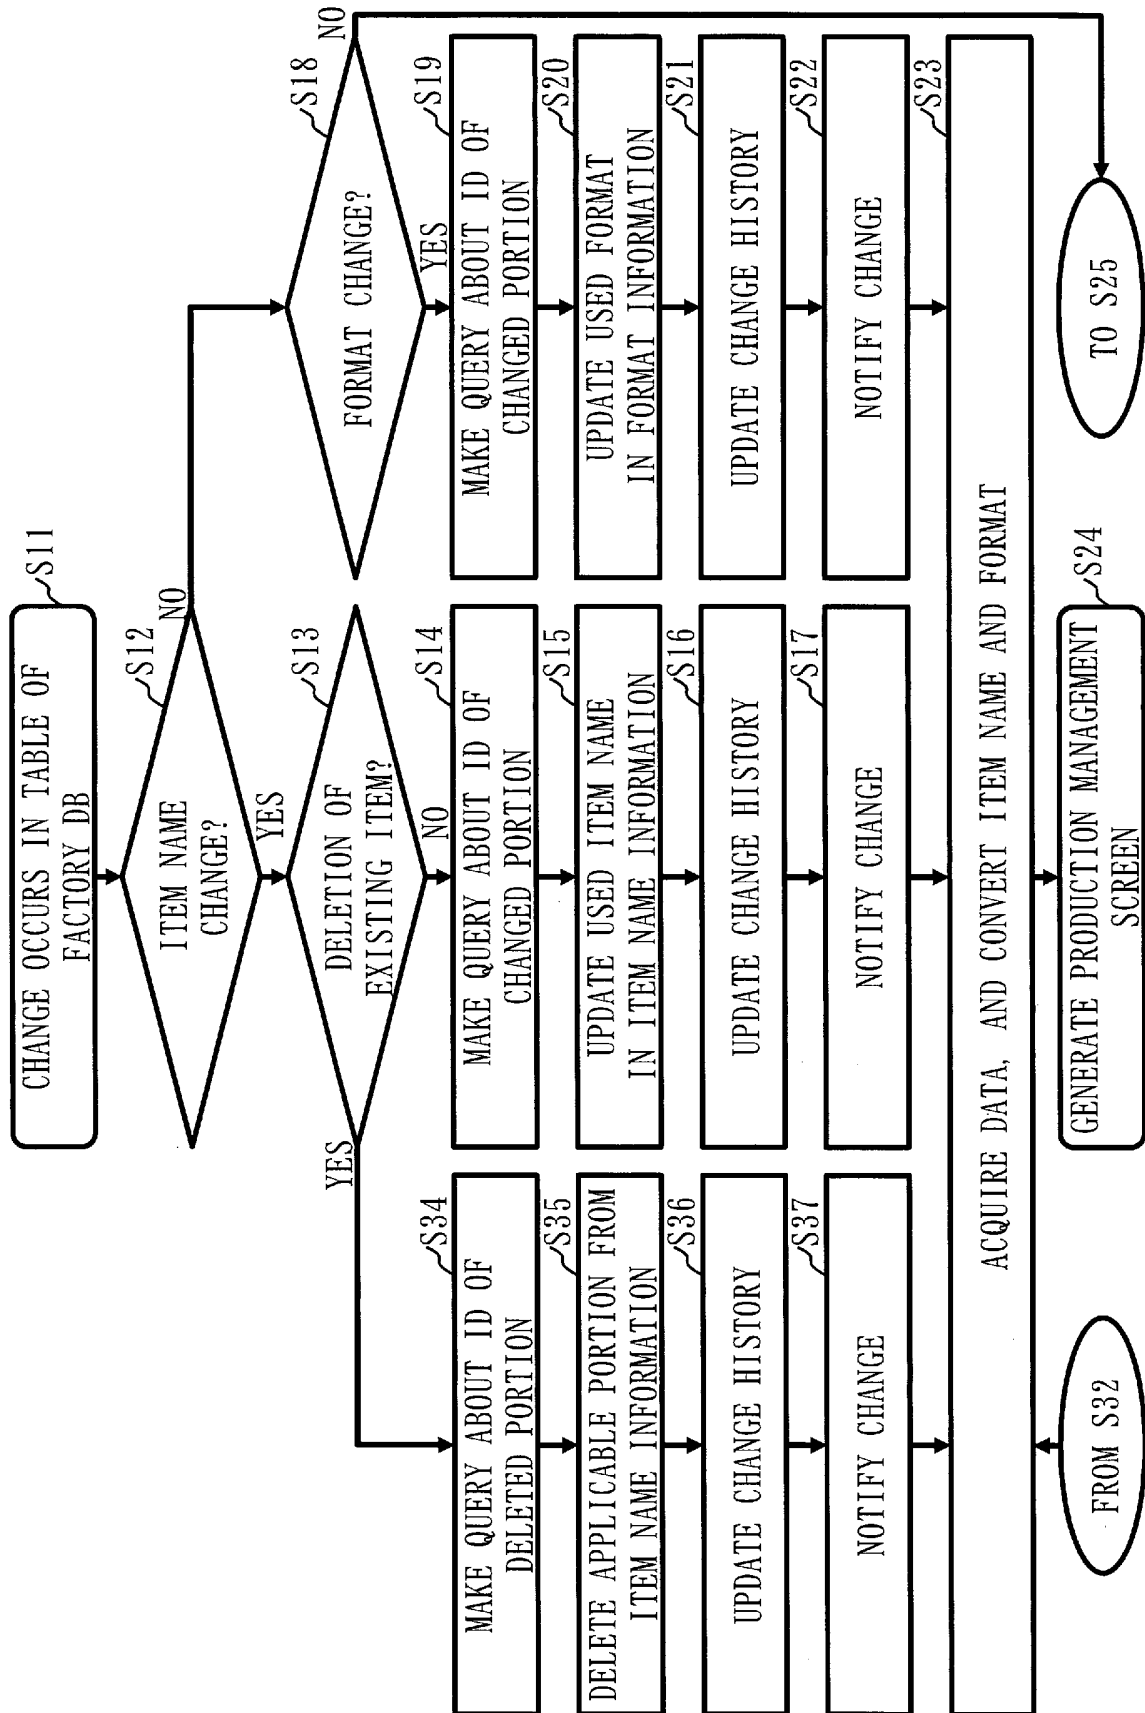 CHANGE OCCURS IN TABLE OF
FACTORY DB
S11
ITEM NAME
CHANGE?
S12
NO
YES
DELETION OF
EXISTING ITEM?
S13
YES
NO
FORMAT CHANGE?
S18
NO
YES
MAKE QUERY ABOUT ID OF
DELETED PORTION
S34
DELETE APPLICABLE PORTION FROM
ITEM NAME INFORMATION
S35
UPDATE CHANGE HISTORY
S36
NOTIFY CHANGE
S37
MAKE QUERY ABOUT ID OF
CHANGED PORTION
S14
UPDATE USED ITEM NAME
IN ITEM NAME INFORMATION
S15
UPDATE CHANGE HISTORY
S16
NOTIFY CHANGE
S17
MAKE QUERY ABOUT ID OF
CHANGED PORTION
S19
UPDATE USED FORMAT
IN FORMAT INFORMATION
S20
UPDATE CHANGE HISTORY
S21
NOTIFY CHANGE
S22
ACQUIRE DATA, AND CONVERT ITEM NAME AND FORMAT
S23
FROM S32
GENERATE PRODUCTION MANAGEMENT
SCREEN
S24
TO S25